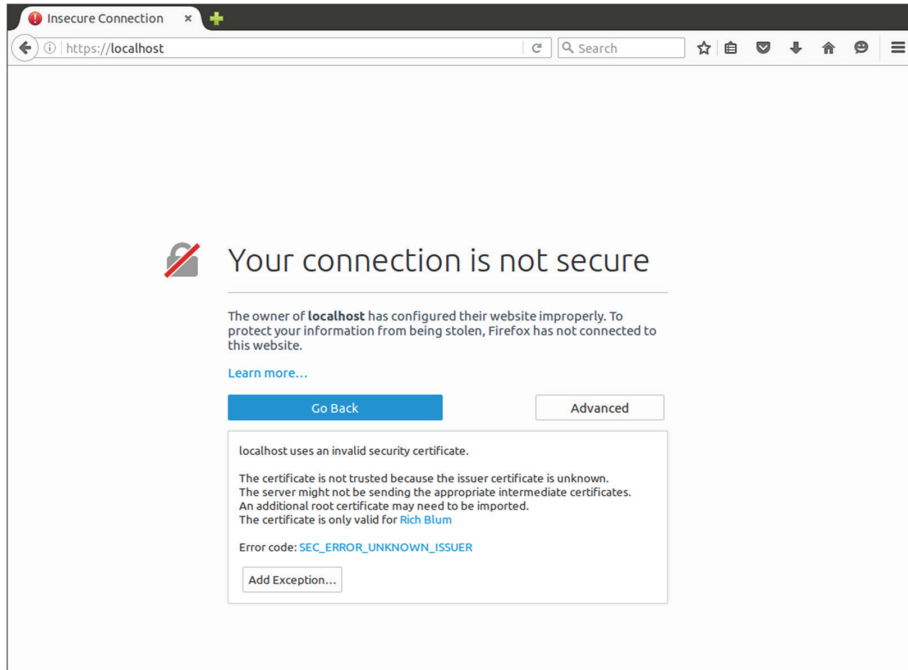 Insecure Connection
https://localhost
Search
Your connection is not secure
The owner of localhost has configured their website improperly. To
protect your information from being stolen, Firefox has not connected to
this website.
Learn more...
Go Back
Advanced
localhost uses an invalid security certificate.
The certificate is not trusted because the issuer certificate is unknown.
The server might not be sending the appropriate intermediate certificates.
An additional root certificate may need to be imported.
The certificate is only valid for Rich Blum
Error code: SEC_ERROR_UNKNOWN_ISSUER
Add Exception...